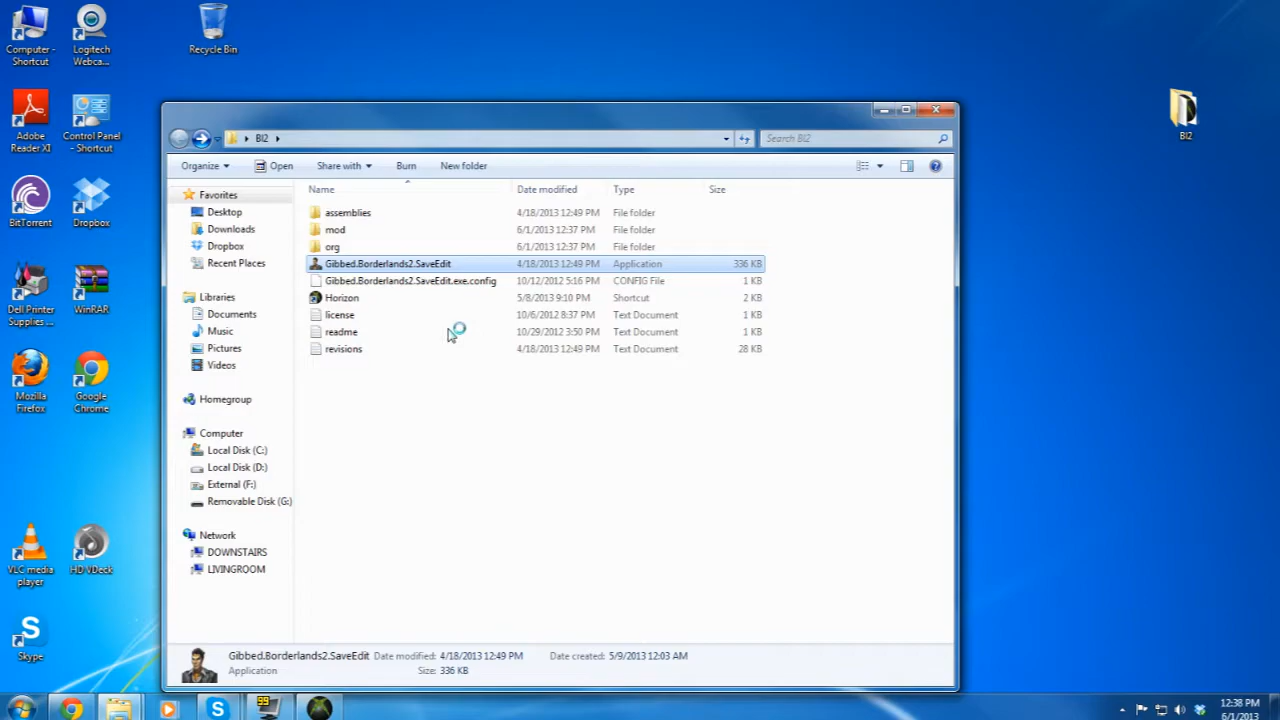 Computer - Shortcut
Logitech Webca...
Recycle Bin
Adobe Reader XI
Control Panel - Shortcut
BitTorrent
Dropbox
Dell Printer Supplies ...
WinRAR
Mozilla Firefox
Google Chrome
VLC media player
HD VDeck
Skype
Bl2
Bl2
Search Bl2
Organize
Open
Share with
Burn
New folder
Favorites
Desktop
Downloads
Dropbox
Recent Places
Libraries
Documents
Music
Pictures
Videos
Homegroup
Computer
Local Disk (C:)
Local Disk (D:)
External (F:)
Removable Disk (G:)
Network
DOWNSTAIRS
LIVINGROOM
Name Date modified Type Size
assemblies 4/18/2013 12:49 PM File folder
mod 6/1/2013 12:37 PM File folder
org 6/1/2013 12:37 PM File folder
Gibbed.Borderlands2.SaveEdit 4/18/2013 12:49 PM Application 336 KB
Gibbed.Borderlands2.SaveEdit.exe.config 10/12/2012 5:16 PM CONFIG File 1 KB
Horizon 5/8/2013 9:10 PM Shortcut 2 KB
license 10/6/2012 8:37 PM Text Document 1 KB
readme 10/29/2012 3:50 PM Text Document 1 KB
revisions 4/18/2013 12:49 PM Text Document 28 KB
Gibbed.Borderlands2.SaveEdit Date modified: 4/18/2013 12:49 PM Date created: 5/9/2013 12:03 AM
Application Size: 336 KB
99
12:38 PM
6/1/2013